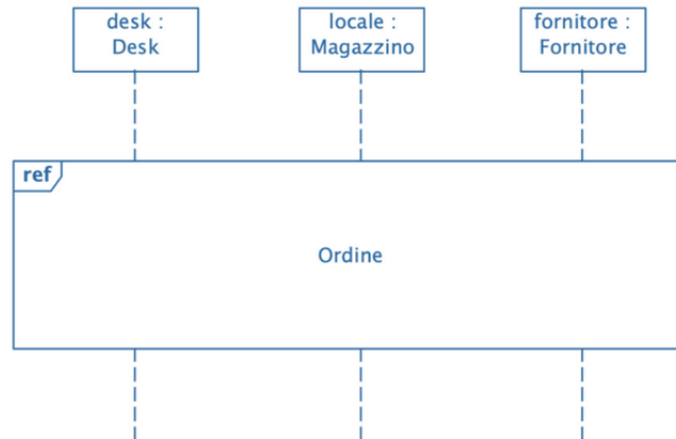 desk :
Desk
locale :
Magazzino
fornitore :
Fornitore
ref
Ordine